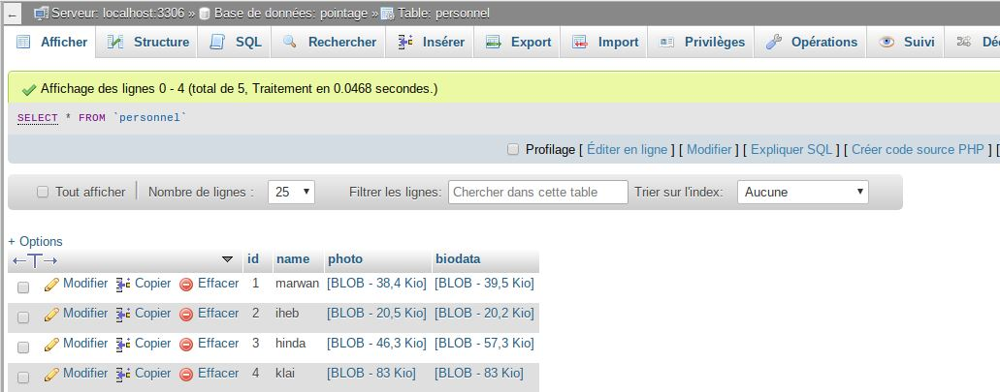 Serveur: localhost:3306 » Base de données: pointage » Table: personnel
Afficher Structure SQL Rechercher Insérer Export Import Privilèges Opérations Suivi Dé
Affichage des lignes 0 - 4 (total de 5, Traitement en 0.0468 secondes.)
SELECT * FROM `personnel`
Profilage [ Éditer en ligne ] [ Modifier ] [ Expliquer SQL ] [ Créer code source PHP ] [
Tout afficher Nombre de lignes : 25 Filtrer les lignes: Chercher dans cette table Trier sur l'index: Aucune
+ Options
id name photo biodata
Modifier Copier Effacer 1 marwan [BLOB - 38,4 Kio] [BLOB - 39,5 Kio]
Modifier Copier Effacer 2 iheb [BLOB - 20,5 Kio] [BLOB - 20,2 Kio]
Modifier Copier Effacer 3 hinda [BLOB - 46,3 Kio] [BLOB - 57,3 Kio]
Modifier Copier Effacer 4 klai [BLOB - 83 Kio] [BLOB - 83 Kio]